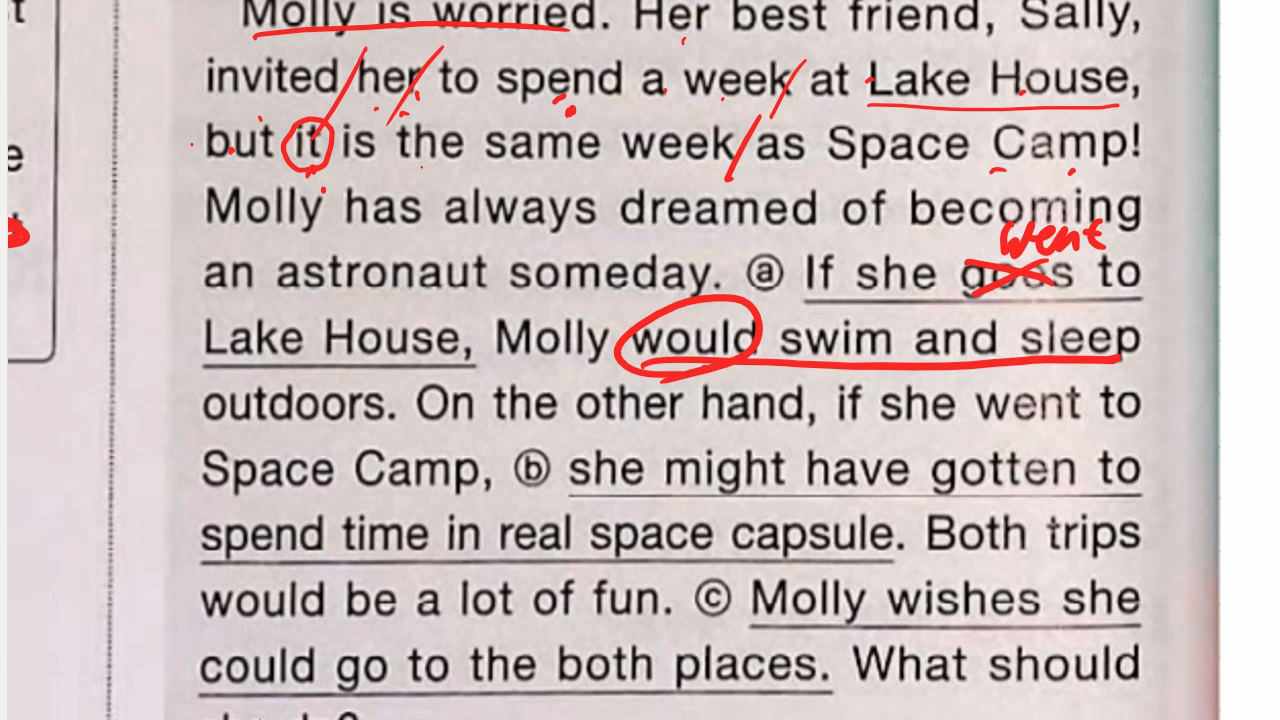 t
Molly is worried. Her best friend, Sally,
invited her to spend a week at Lake House,
e
but it is the same week as Space Camp!
Molly has always dreamed of becoming
went
an astronaut someday. ⓐ If she goes to
Lake House, Molly would swim and sleep
outdoors. On the other hand, if she went to
Space Camp, ⓑ she might have gotten to
spend time in real space capsule. Both trips
would be a lot of fun. ⓒ Molly wishes she
could go to the both places. What should